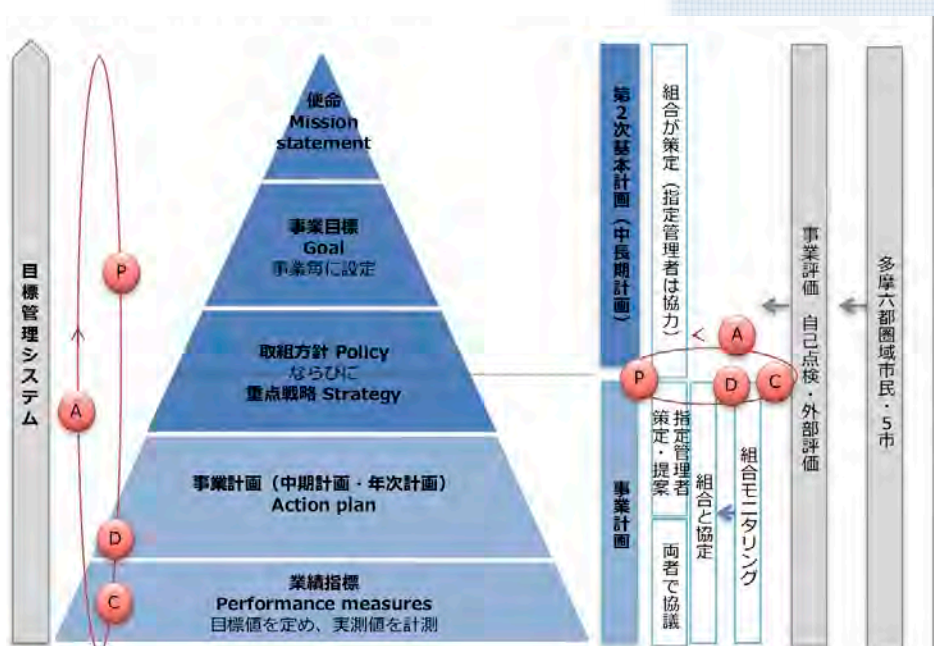 目標管理システム
P
A
D
C
使命
Mission
statement
事業目標
Goal
事業毎に設定
取組方針 Policy
ならびに
重点戦略 Strategy
事業計画（中期計画・年次計画）
Action plan
業績指標
Performance measures
目標値を定め、実測値を計測
第2次基本計画（中長期計画）
組合が策定（指定管理者は協力）
A
P
D
C
事業計画
指定管理者
策定・提案
両者で協議
組合と協定
組合モニタリング
事業評価 自己点検・外部評価
多摩六都圏域市民・5市